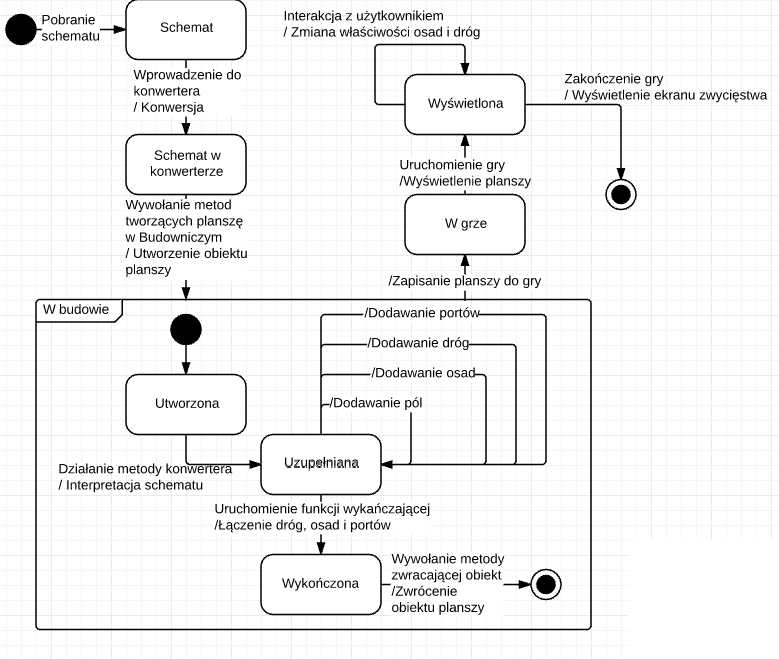 Pobranie
schematu
Schemat
Wprowadzenie do
konwertera
/ Konwersja
Schemat w
konwerterze
Wywołanie metod
tworzących planszę
w Budowniczym
/ Utworzenie obiektu
planszy
Interakcja z użytkownikiem
/ Zmiana właściwości osad i dróg
Wyświetlona
Zakończenie gry
/ Wyświetlenie ekranu zwycięstwa
Uruchomienie gry
/Wyświetlenie planszy
W grze
/Zapisanie planszy do gry
W budowie
/Dodawanie portów
/Dodawanie dróg
/Dodawanie osad
/Dodawanie pól
Utworzona
Działanie metody konwertera
/ Interpretacja schematu
Uzupełniana
Uruchomienie funkcji wykańczającej
/Łączenie dróg, osad i portów
Wykończona
Wywołanie metody
zwracającej obiekt
/Zwrócenie
obiektu planszy